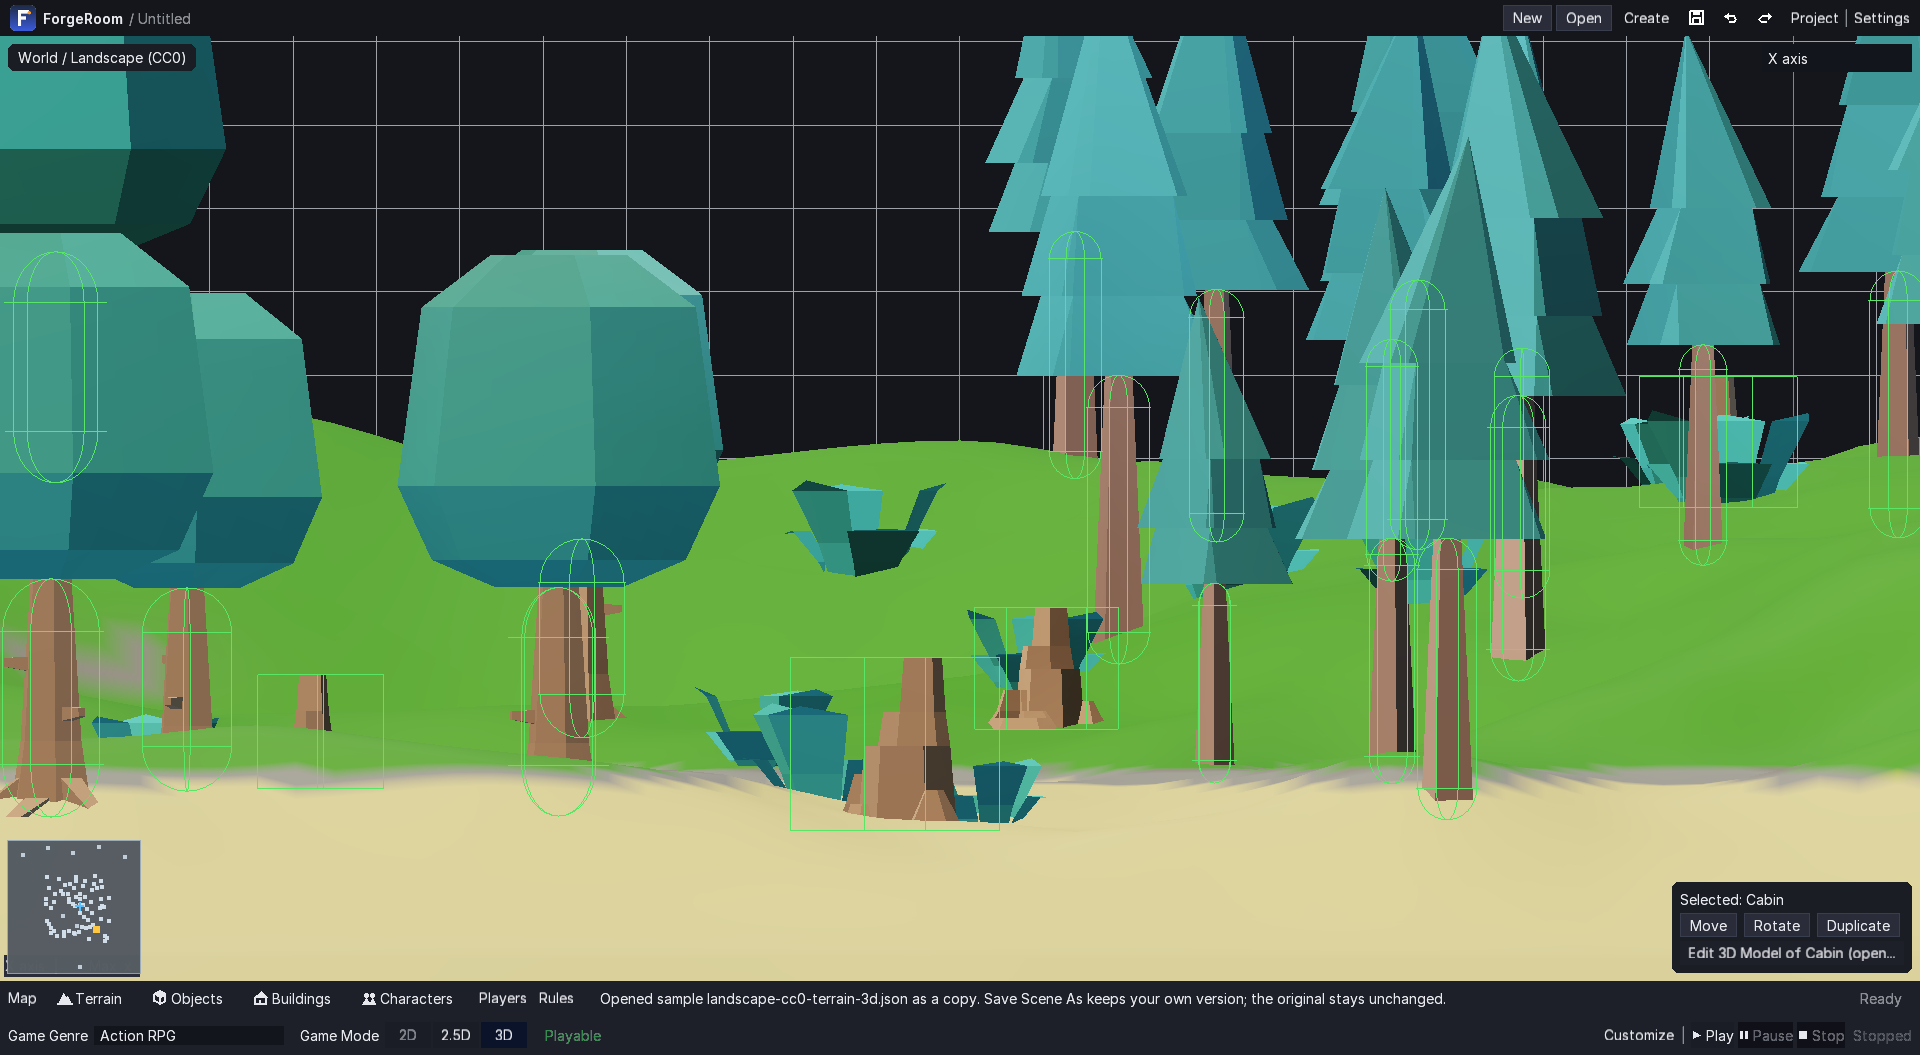 ForgeRoom / Untitled
New Open Create Project | Settings
World / Landscape (CC0)
X axis
Selected: Cabin
Move Rotate Duplicate
Edit 3D Model of Cabin (open...
Map Terrain Objects Buildings Characters Players Rules Opened sample landscape-cc0-terrain-3d.json as a copy. Save Scene As keeps your own version; the original stays unchanged. Ready
Game Genre Action RPG Game Mode 2D 2.5D 3D Playable Customize | Play Pause Stop Stopped